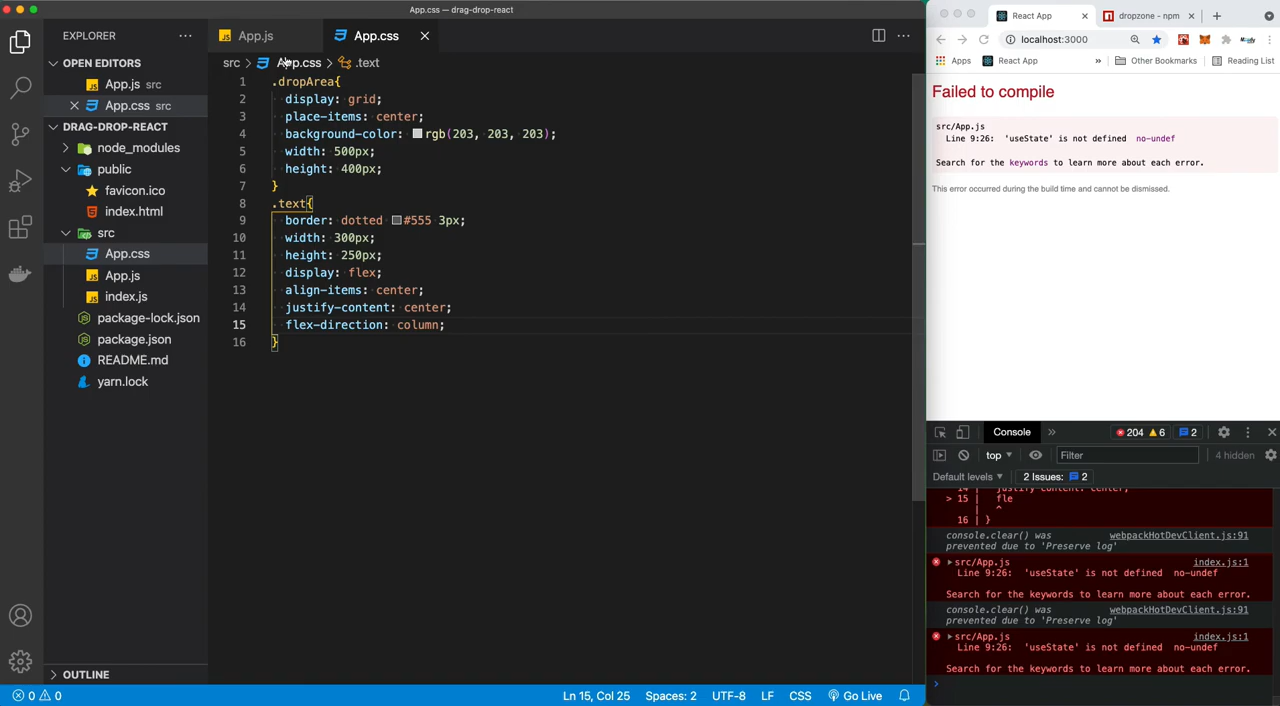 App.css — drag-drop-react
EXPLORER
OPEN EDITORS
App.js src
App.css src
DRAG-DROP-REACT
node_modules
public
favicon.ico
index.html
src
App.css
App.js
index.js
package-lock.json
package.json
README.md
yarn.lock
OUTLINE
App.js
App.css
src > App.css > .text
1 .dropArea{
2 display: grid;
3 place-items: center;
4 background-color: rgb(203, 203, 203);
5 width: 500px;
6 height: 400px;
7 }
8 .text{
9 border: dotted #555 3px;
10 width: 300px;
11 height: 250px;
12 display: flex;
13 align-items: center;
14 justify-content: center;
15 flex-direction: column;
16 }
0 0
Ln 15, Col 25 Spaces: 2 UTF-8 LF CSS Go Live
React App
dropzone - npm
localhost:3000
Apps React App » Other Bookmarks Reading List
Failed to compile
src/App.js
Line 9:26: 'useState' is not defined no-undef
Search for the keywords to learn more about each error.
This error occurred during the build time and cannot be dismissed.
Console » 204 6 2
top Filter 4 hidden
Default levels 2 Issues: 2
14 | justify-content: center;
> 15 | fle
| ^
16 | }
console.clear() was webpackHotDevClient.js:91
prevented due to 'Preserve log'
src/App.js index.js:1
Line 9:26: 'useState' is not defined no-undef
Search for the keywords to learn more about each error.
console.clear() was webpackHotDevClient.js:91
prevented due to 'Preserve log'
src/App.js index.js:1
Line 9:26: 'useState' is not defined no-undef
Search for the keywords to learn more about each error.